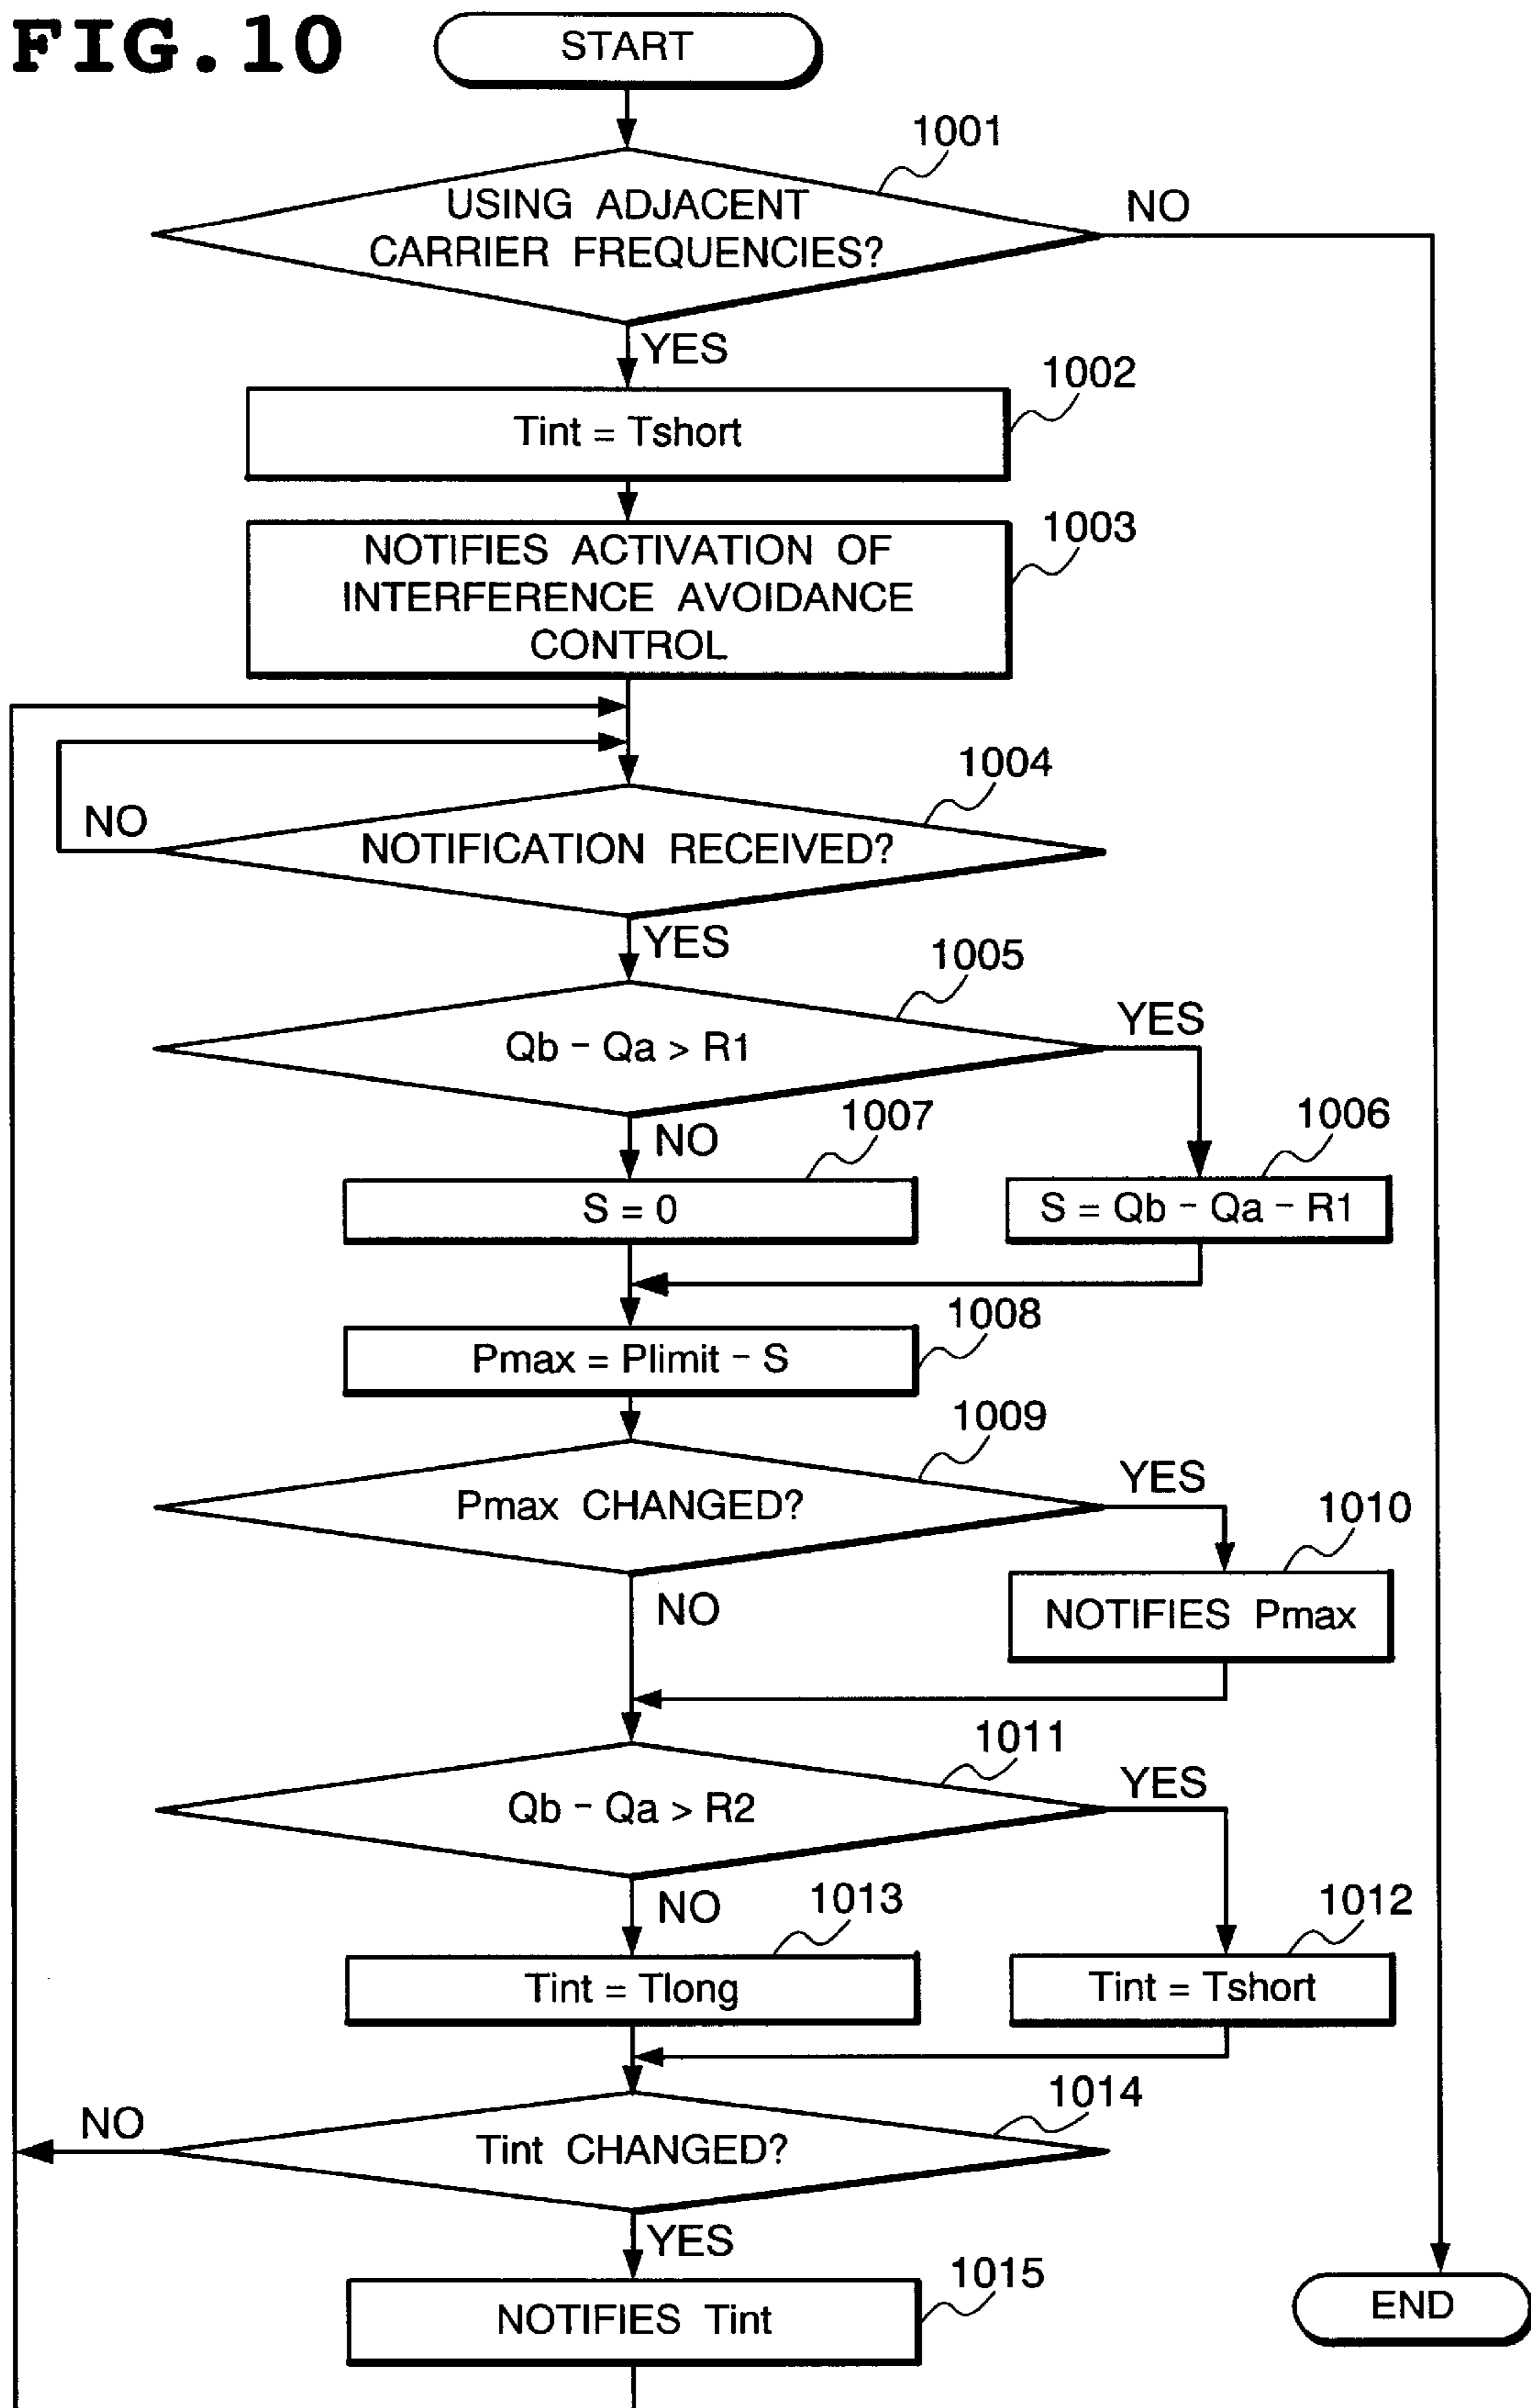 FIG.10
START
1001
USING ADJACENT
CARRIER FREQUENCIES?
NO
YES
1002
Tint = Tshort
1003
NOTIFIES ACTIVATION OF
INTERFERENCE AVOIDANCE
CONTROL
1004
NO
NOTIFICATION RECEIVED?
YES
1005
Qb - Qa > R1
YES
NO
1007
1006
S = 0
S = Qb - Qa - R1
1008
Pmax = Plimit - S
1009
Pmax CHANGED?
YES
1010
NO
NOTIFIES Pmax
1011
Qb - Qa > R2
YES
NO
1013
1012
Tint = Tlong
Tint = Tshort
1014
NO
Tint CHANGED?
YES
1015
NOTIFIES Tint
END